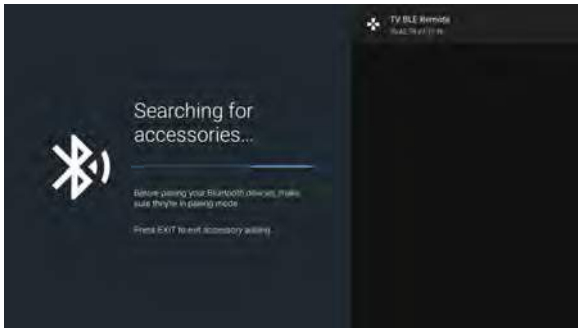 Searching for
accessories...
Before pairing your Bluetooth devices, make
sure they're in pairing mode.
Press EXIT to exit accessory adding.
TV BLE Remote